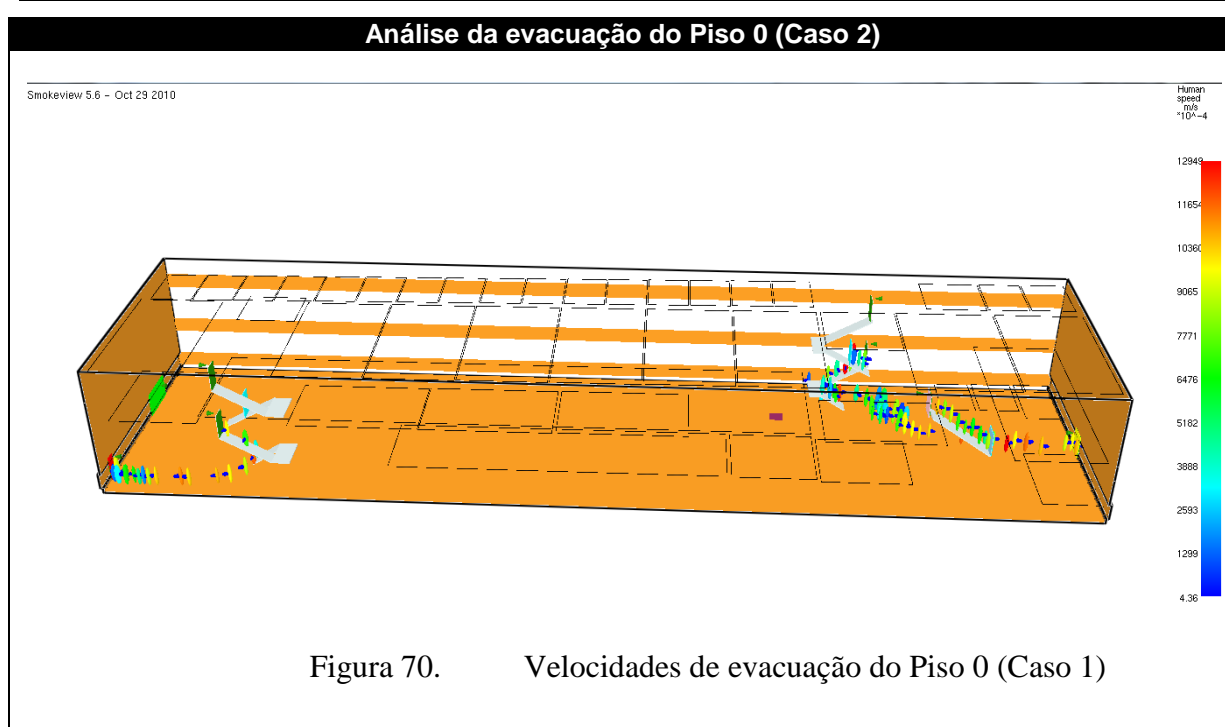 Análise da evacuação do Piso 0 (Caso 2)
Smokeview 5.6 - Oct 29 2010
Human
speed
m/s
*10^-4
12949
11654
10360
9065
7771
6476
5182
3888
2593
1299
4.36
Figura 70. Velocidades de evacuação do Piso 0 (Caso 1)